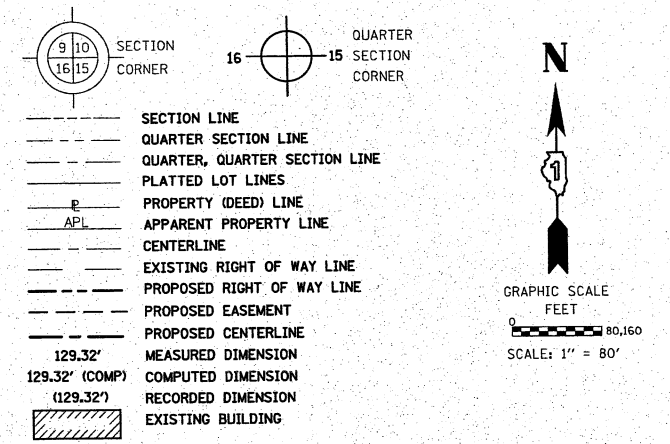 9 10
16 15
SECTION
CORNER
16
15
QUARTER
SECTION
CORNER
N
1
SECTION LINE
QUARTER SECTION LINE
QUARTER, QUARTER SECTION LINE
PLATTED LOT LINES
PL PROPERTY (DEED) LINE
APL APPARENT PROPERTY LINE
CENTERLINE
EXISTING RIGHT OF WAY LINE
PROPOSED RIGHT OF WAY LINE
PROPOSED EASEMENT
PROPOSED CENTERLINE
129.32' MEASURED DIMENSION
129.32' (COMP) COMPUTED DIMENSION
(129.32') RECORDED DIMENSION
EXISTING BUILDING
GRAPHIC SCALE
FEET
0 80,160
SCALE: 1'' = 80'